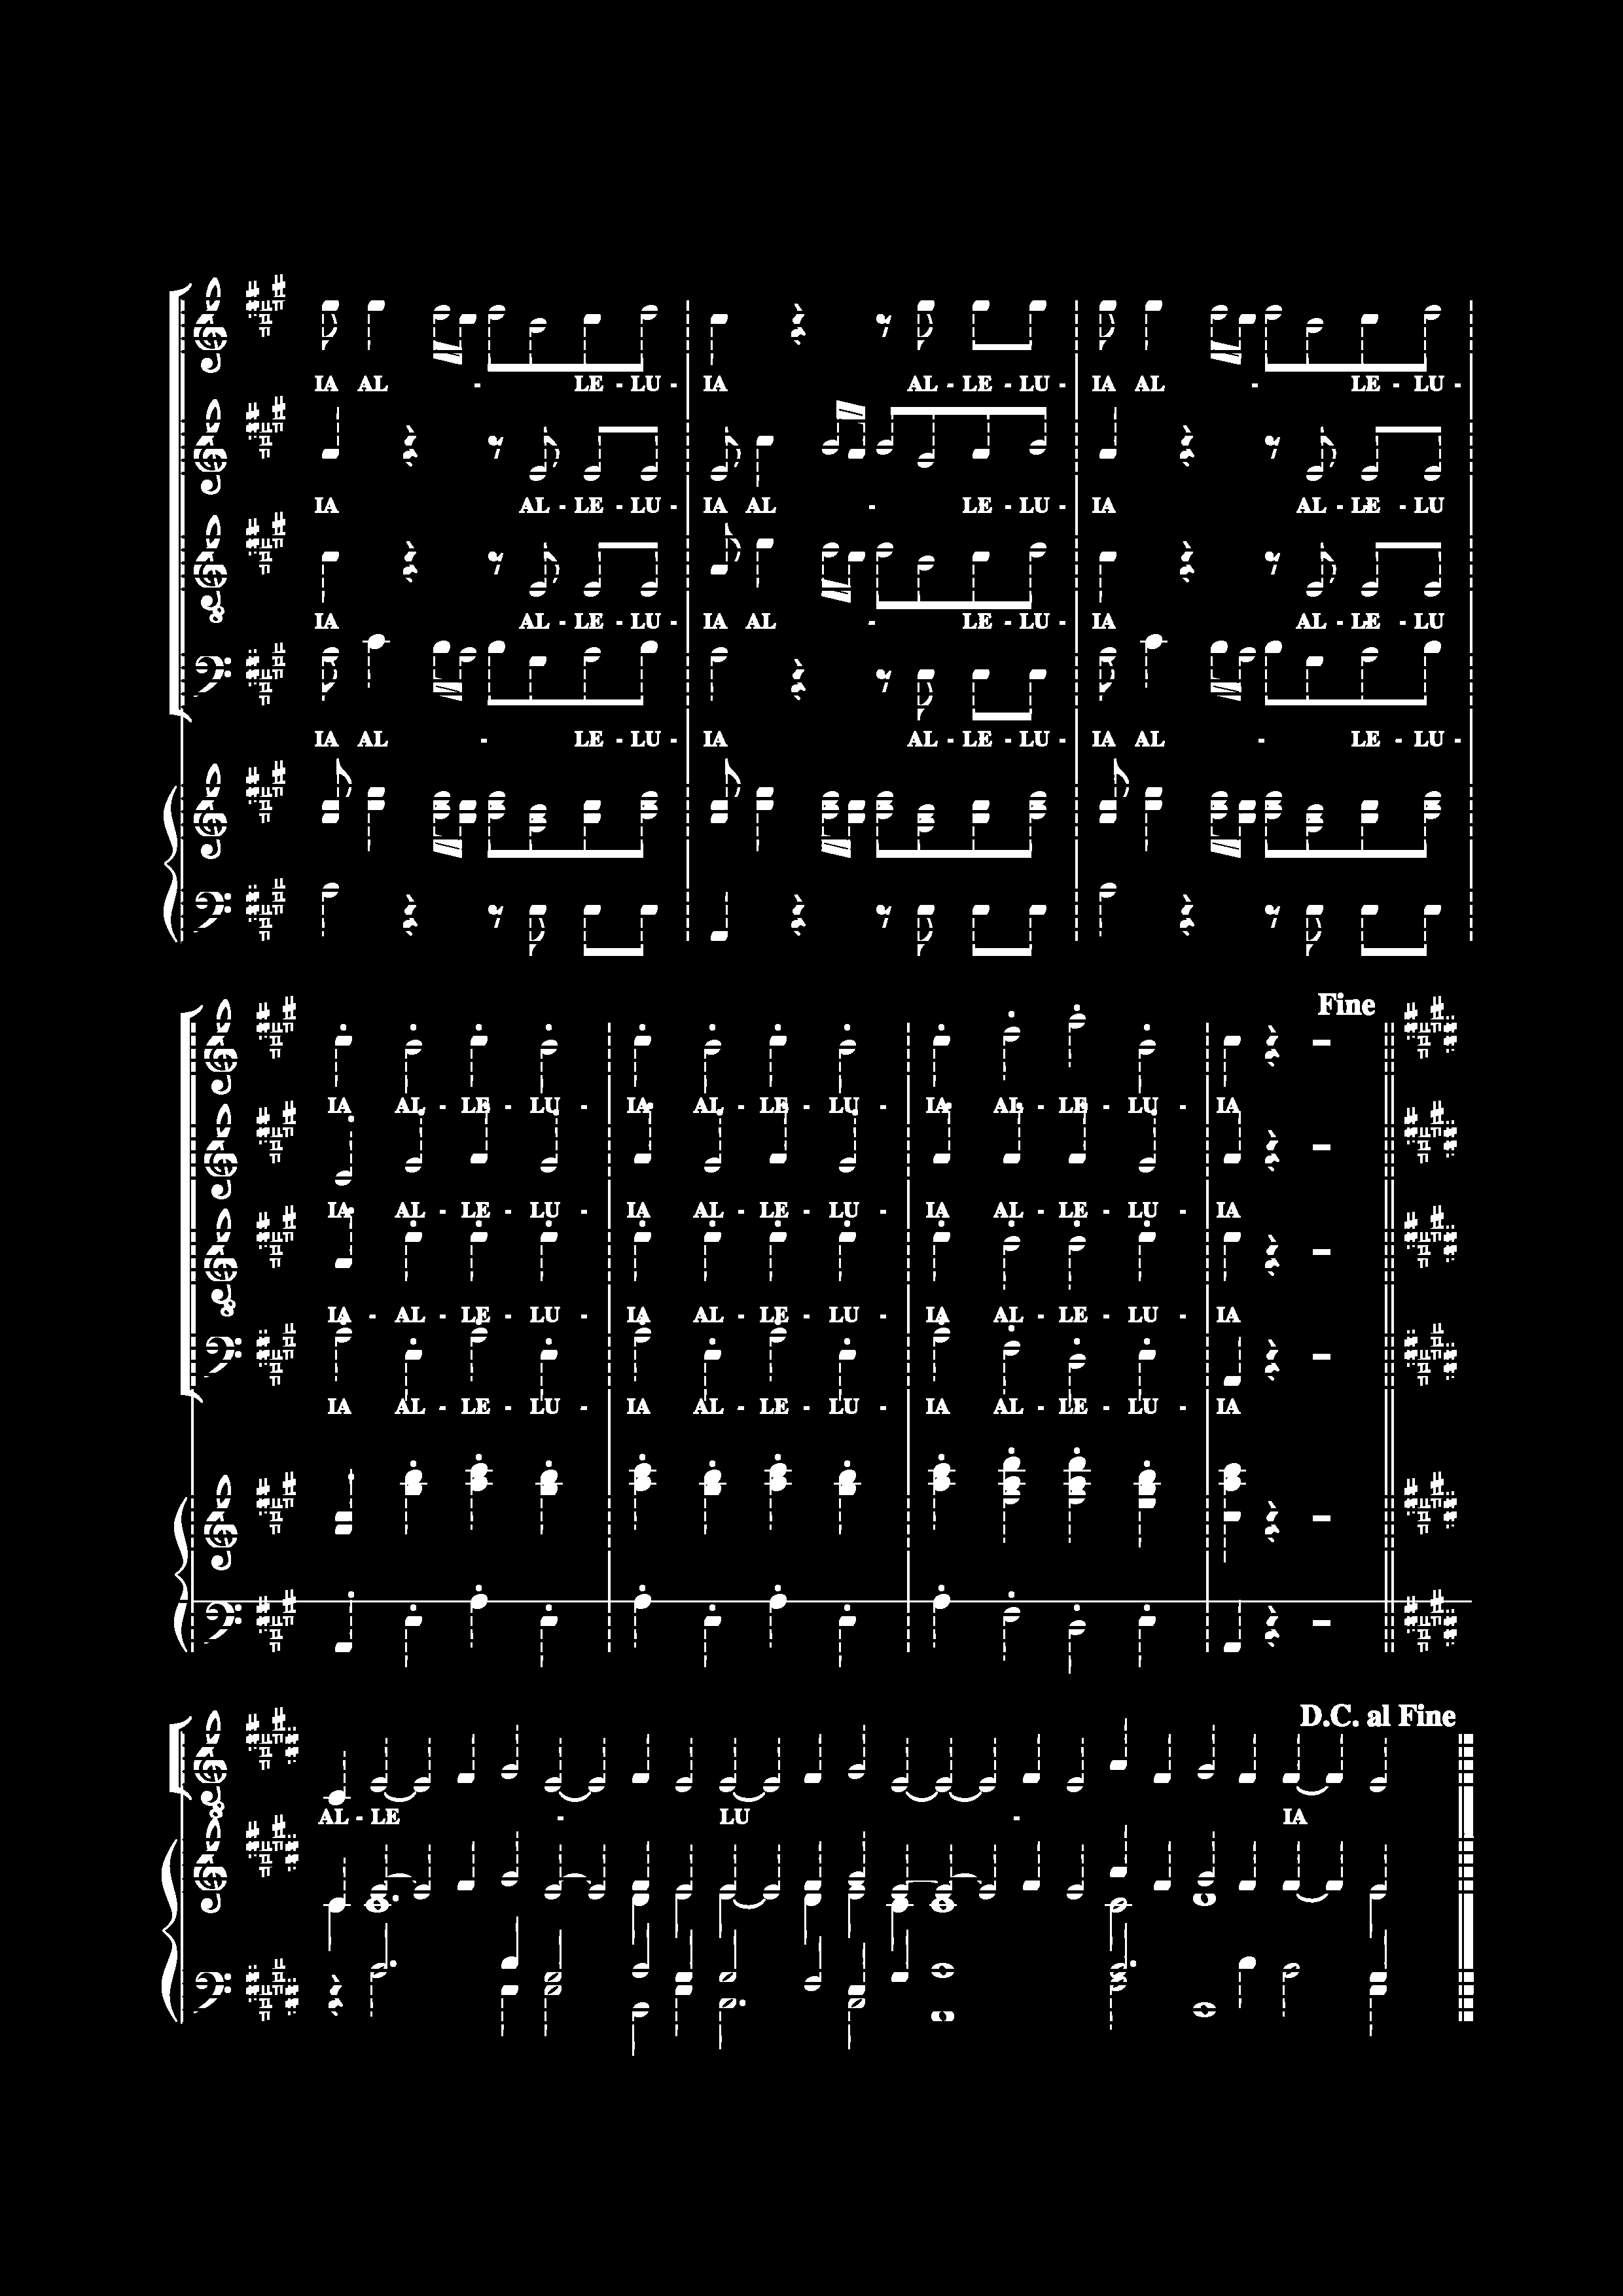 IA AL - LE - LU - IA AL - LE - LU - IA AL - LE - LU -
IA AL - LE - LU - IA AL - LE - LU - IA AL - LE - LU
IA AL - LE - LU - IA AL - LE - LU - IA AL - LE - LU
IA AL - LE - LU - IA AL - LE - LU - IA AL - LE - LU -
Fine
IA AL - LE - LU - IA AL - LE - LU - IA AL - LE - LU - IA
IA AL - LE - LU - IA AL - LE - LU - IA AL - LE - LU - IA
IA - AL - LE - LU - IA AL - LE - LU - IA AL - LE - LU - IA
IA AL - LE - LU - IA AL - LE - LU - IA AL - LE - LU - IA
D.C. al Fine
AL - LE - LU - IA